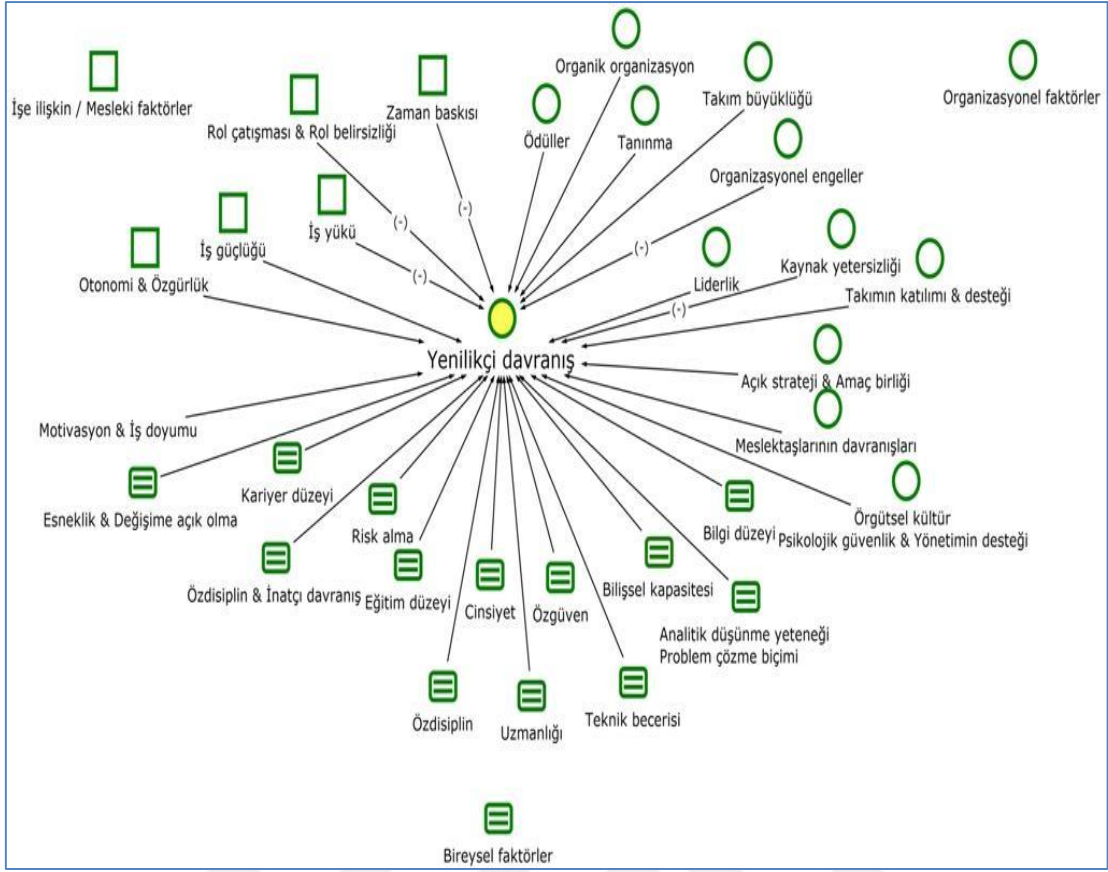 Organik organizasyon
İşe ilişkin / Mesleki faktörler
Zaman baskısı
Takım büyüklüğü
Organizasyonel faktörler
Rol çatışması & Rol belirsizliği
Ödüller
Tanınma
Organizasyonel engeller
(-)
(-)
İş güçlüğü
İş yükü
(-)
(-)
Otonomi & Özgürlük
Liderlik
Kaynak yetersizliği
Takımın katılımı & desteği
(-)
Yenilikçi davranış
Açık strateji & Amaç birliği
Motivasyon & İş doyumu
Meslektaşlarının davranışları
Kariyer düzeyi
Esneklik & Değişime açık olma
Risk alma
Bilgi düzeyi
Örgütsel kültür
Psikolojik güvenlik & Yönetimin desteği
Özdisiplin & İnatçı davranış
Eğitim düzeyi
Cinsiyet
Özgüven
Bilişsel kapasitesi
Analitik düşünme yeteneği
Problem çözme biçimi
Özdisiplin
Uzmanlığı
Teknik becerisi
Bireysel faktörler